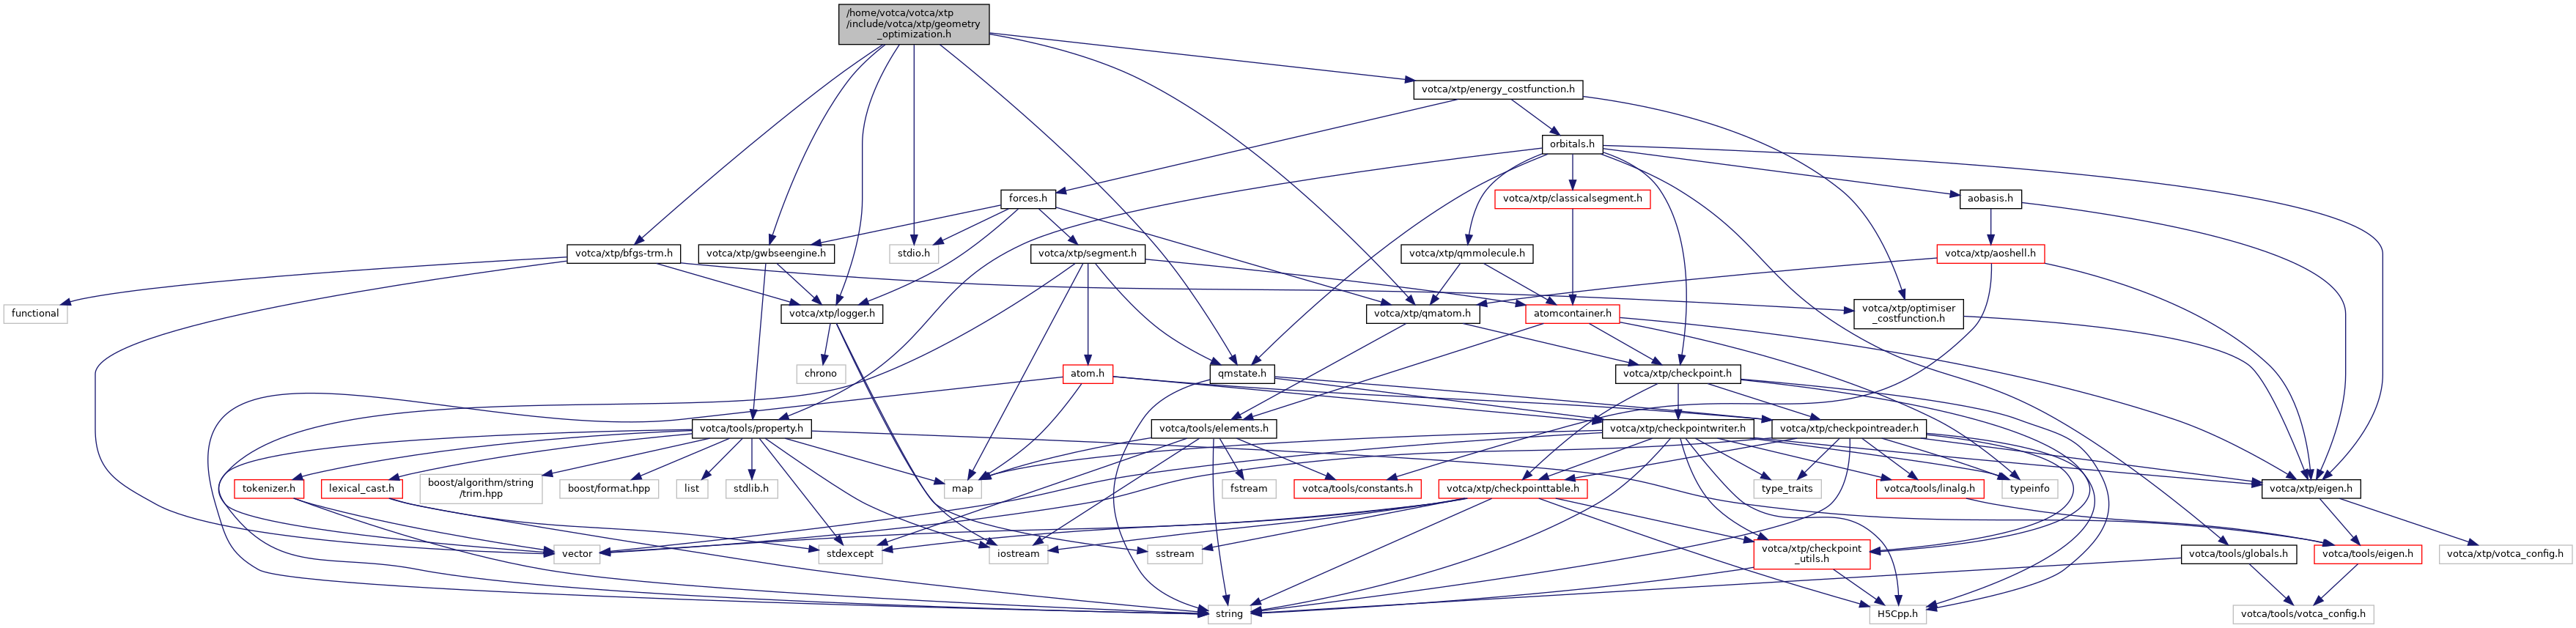 /home/votca/votca/xtp
/include/votca/xtp/geometry
_optimization.h
votca/xtp/energy_costfunction.h
orbitals.h
forces.h
votca/xtp/classicalsegment.h
aobasis.h
votca/xtp/bfgs-trm.h
votca/xtp/gwbseengine.h
stdio.h
votca/xtp/segment.h
votca/xtp/qmmolecule.h
votca/xtp/aoshell.h
functional
votca/xtp/logger.h
votca/xtp/qmatom.h
atomcontainer.h
votca/xtp/optimiser
_costfunction.h
chrono
atom.h
qmstate.h
votca/xtp/checkpoint.h
votca/tools/property.h
votca/tools/elements.h
votca/xtp/checkpointwriter.h
votca/xtp/checkpointreader.h
tokenizer.h
lexical_cast.h
boost/algorithm/string
/trim.hpp
boost/format.hpp
list
stdlib.h
map
fstream
votca/tools/constants.h
votca/xtp/checkpointtable.h
type_traits
votca/tools/linalg.h
typeinfo
votca/xtp/eigen.h
vector
stdexcept
iostream
sstream
votca/xtp/checkpoint
_utils.h
votca/tools/globals.h
votca/tools/eigen.h
votca/xtp/votca_config.h
string
H5Cpp.h
votca/tools/votca_config.h